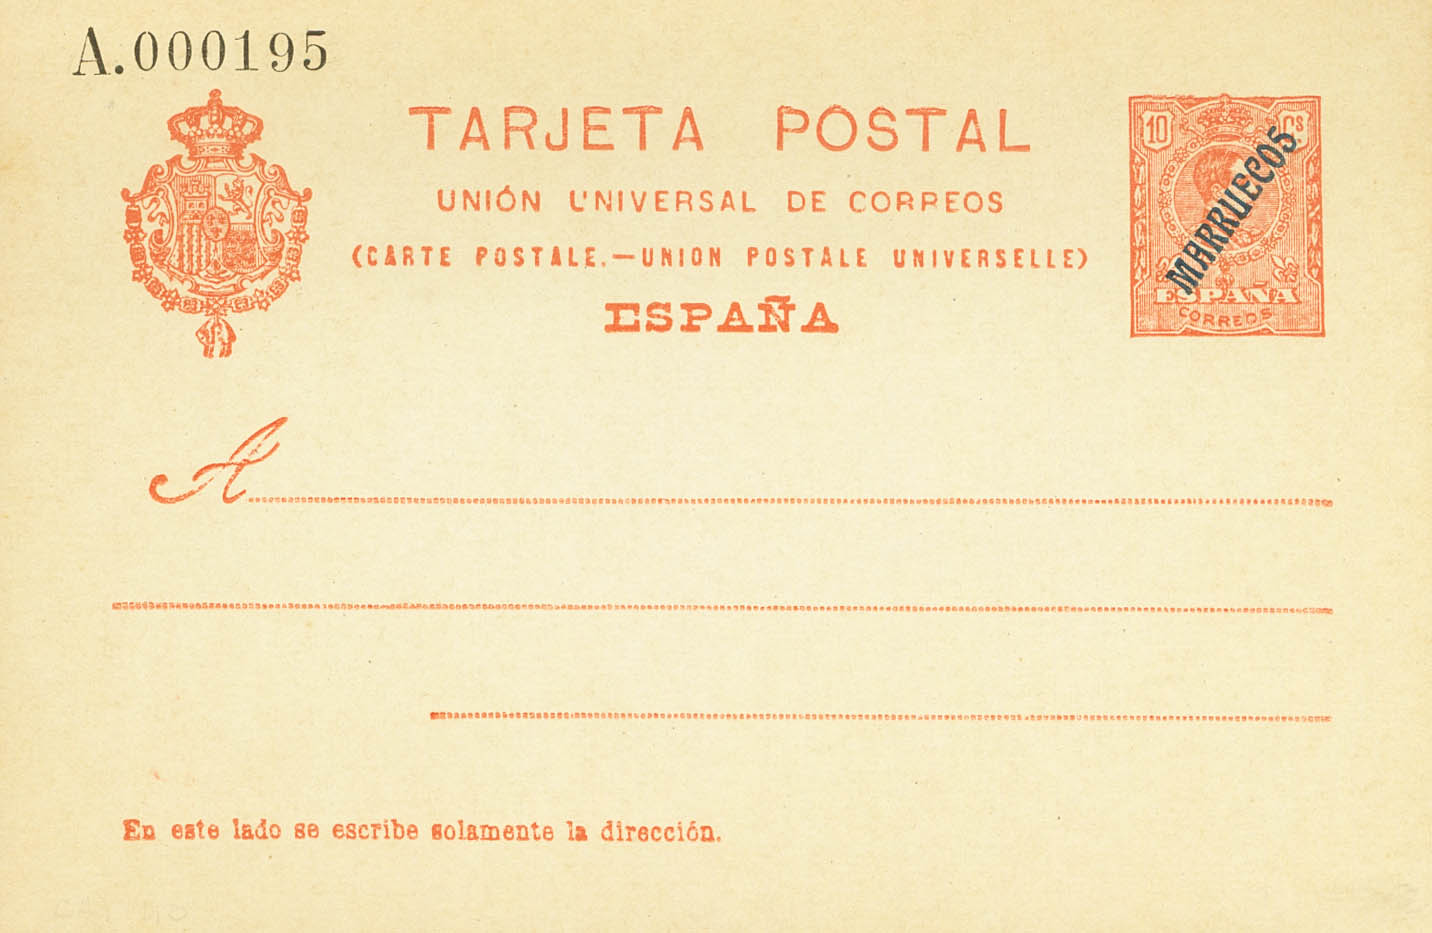 A.000195
TARJETA POSTAL
UNIÓN UNIVERSAL DE CORREOS
(CARTE POSTALE.—UNION POSTALE UNIVERSELLE)
ESPAÑA
10 Cs
MARRUECOS
ESPAÑA
CORREOS
A
En este lado se escribe solamente la dirección.